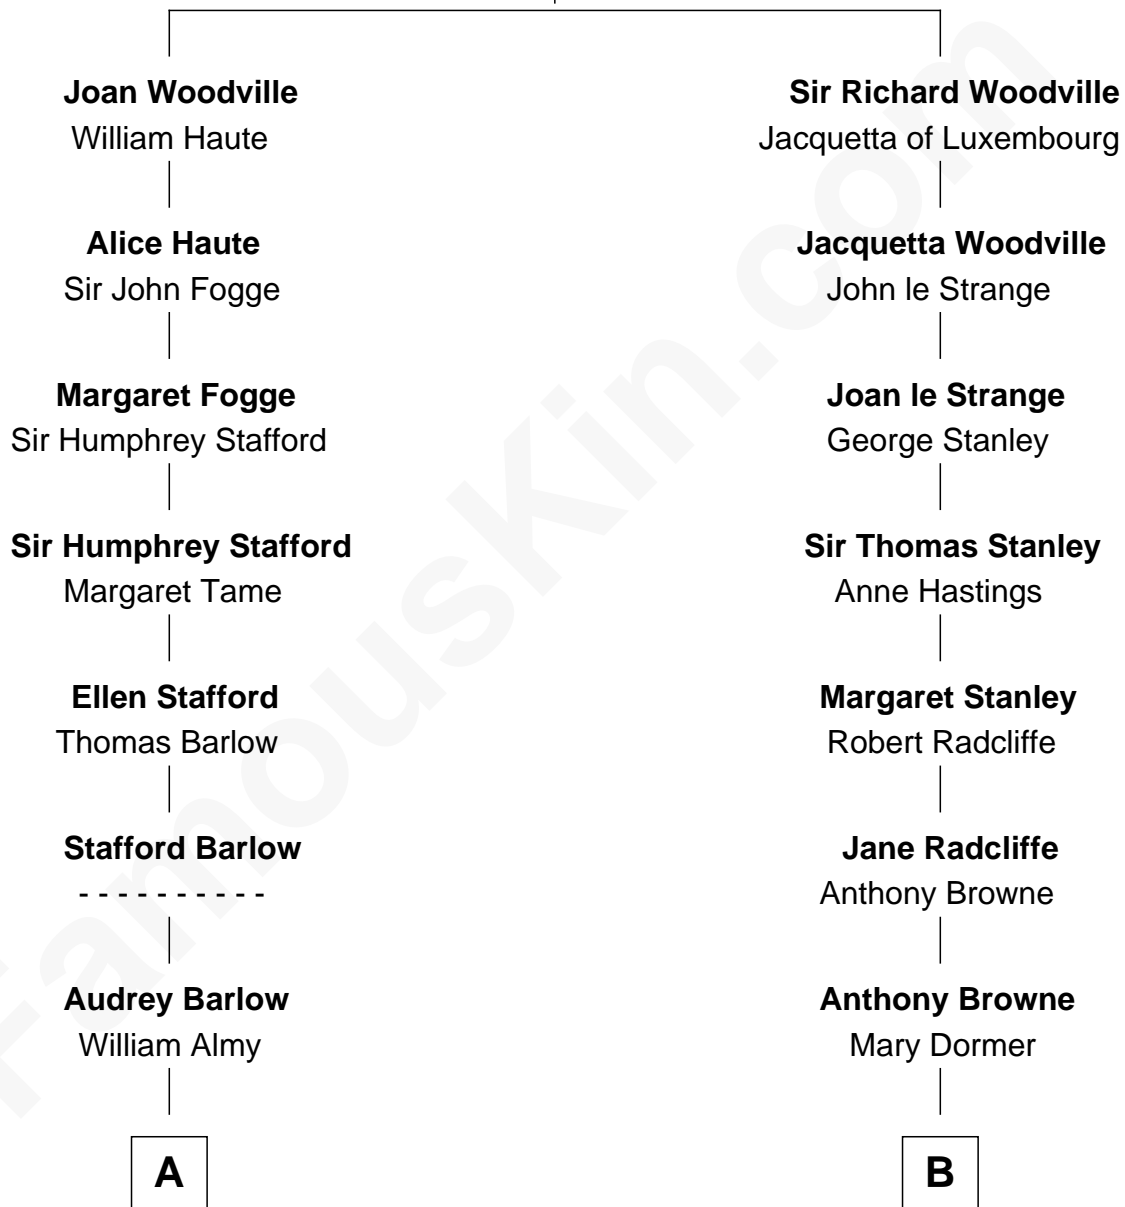 Joan Woodville
William Haute
Sir Richard Woodville
Jacquetta of Luxembourg
Alice Haute
Sir John Fogge
Jacquetta Woodville
John le Strange
Margaret Fogge
Sir Humphrey Stafford
Joan le Strange
George Stanley
Sir Humphrey Stafford
Margaret Tame
Sir Thomas Stanley
Anne Hastings
Ellen Stafford
Thomas Barlow
Margaret Stanley
Robert Radcliffe
Stafford Barlow
- - - - - - - - - -
Jane Radcliffe
Anthony Browne
Audrey Barlow
William Almy
Anthony Browne
Mary Dormer
A
B
FamousKin.com